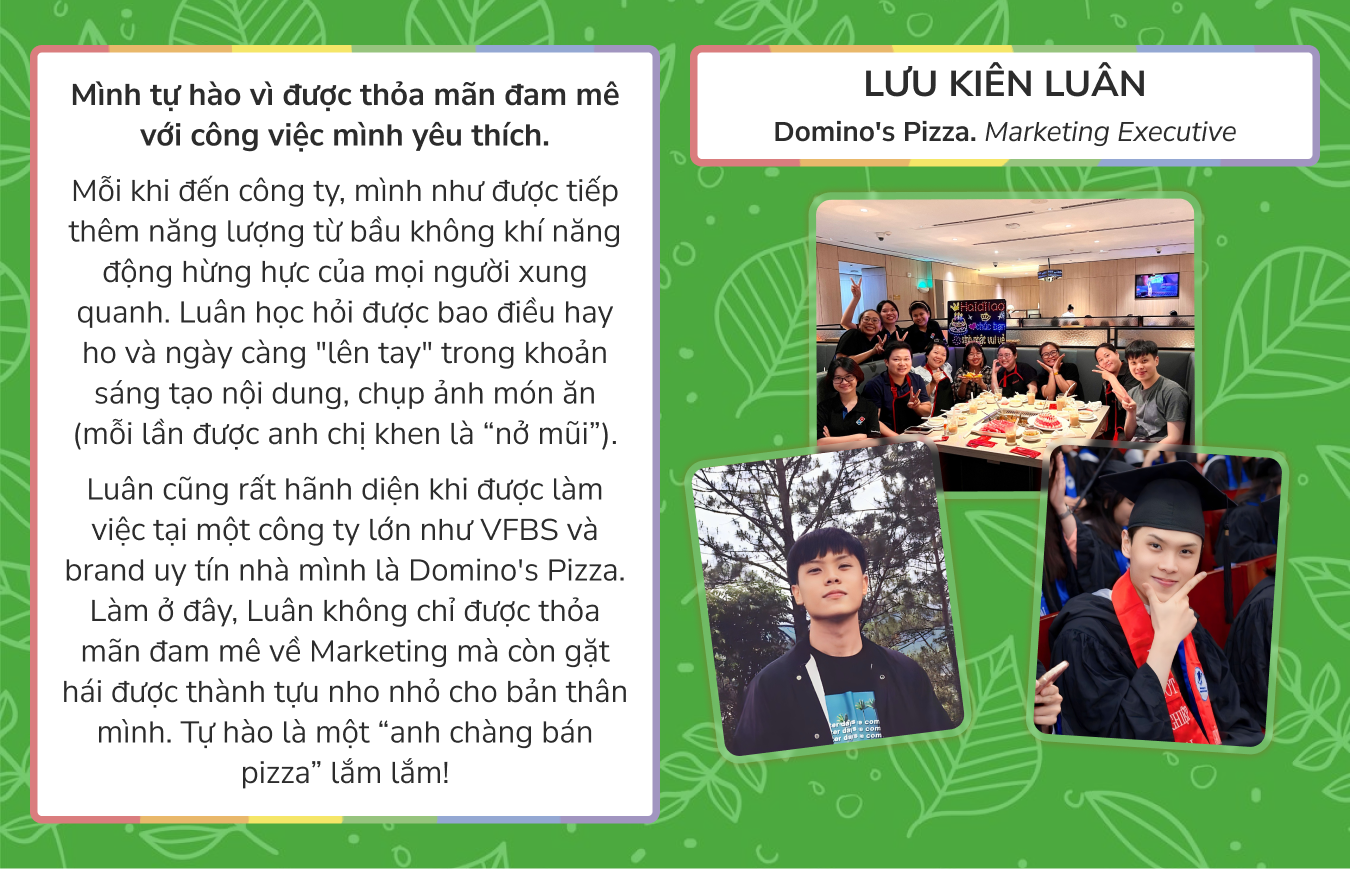 Mình tự hào vì được thỏa mãn đam mê
với công việc mình yêu thích.
Mỗi khi đến công ty, mình như được tiếp
thêm năng lượng từ bầu không khí năng
động hừng hực của mọi người xung
quanh. Luân học hỏi được bao điều hay
ho và ngày càng "lên tay" trong khoản
sáng tạo nội dung, chụp ảnh món ăn
(mỗi lần được anh chị khen là “nở mũi”).
Luân cũng rất hãnh diện khi được làm
việc tại một công ty lớn như VFBS và
brand uy tín nhà mình là Domino's Pizza.
Làm ở đây, Luân không chỉ được thỏa
mãn đam mê về Marketing mà còn gặt
hái được thành tựu nho nhỏ cho bản thân
mình. Tự hào là một “anh chàng bán
pizza” lắm lắm!
LƯU KIÊN LUÂN
Domino's Pizza. Marketing Executive
Haidilao
chúc bạn
sinh nhật vui vẻ